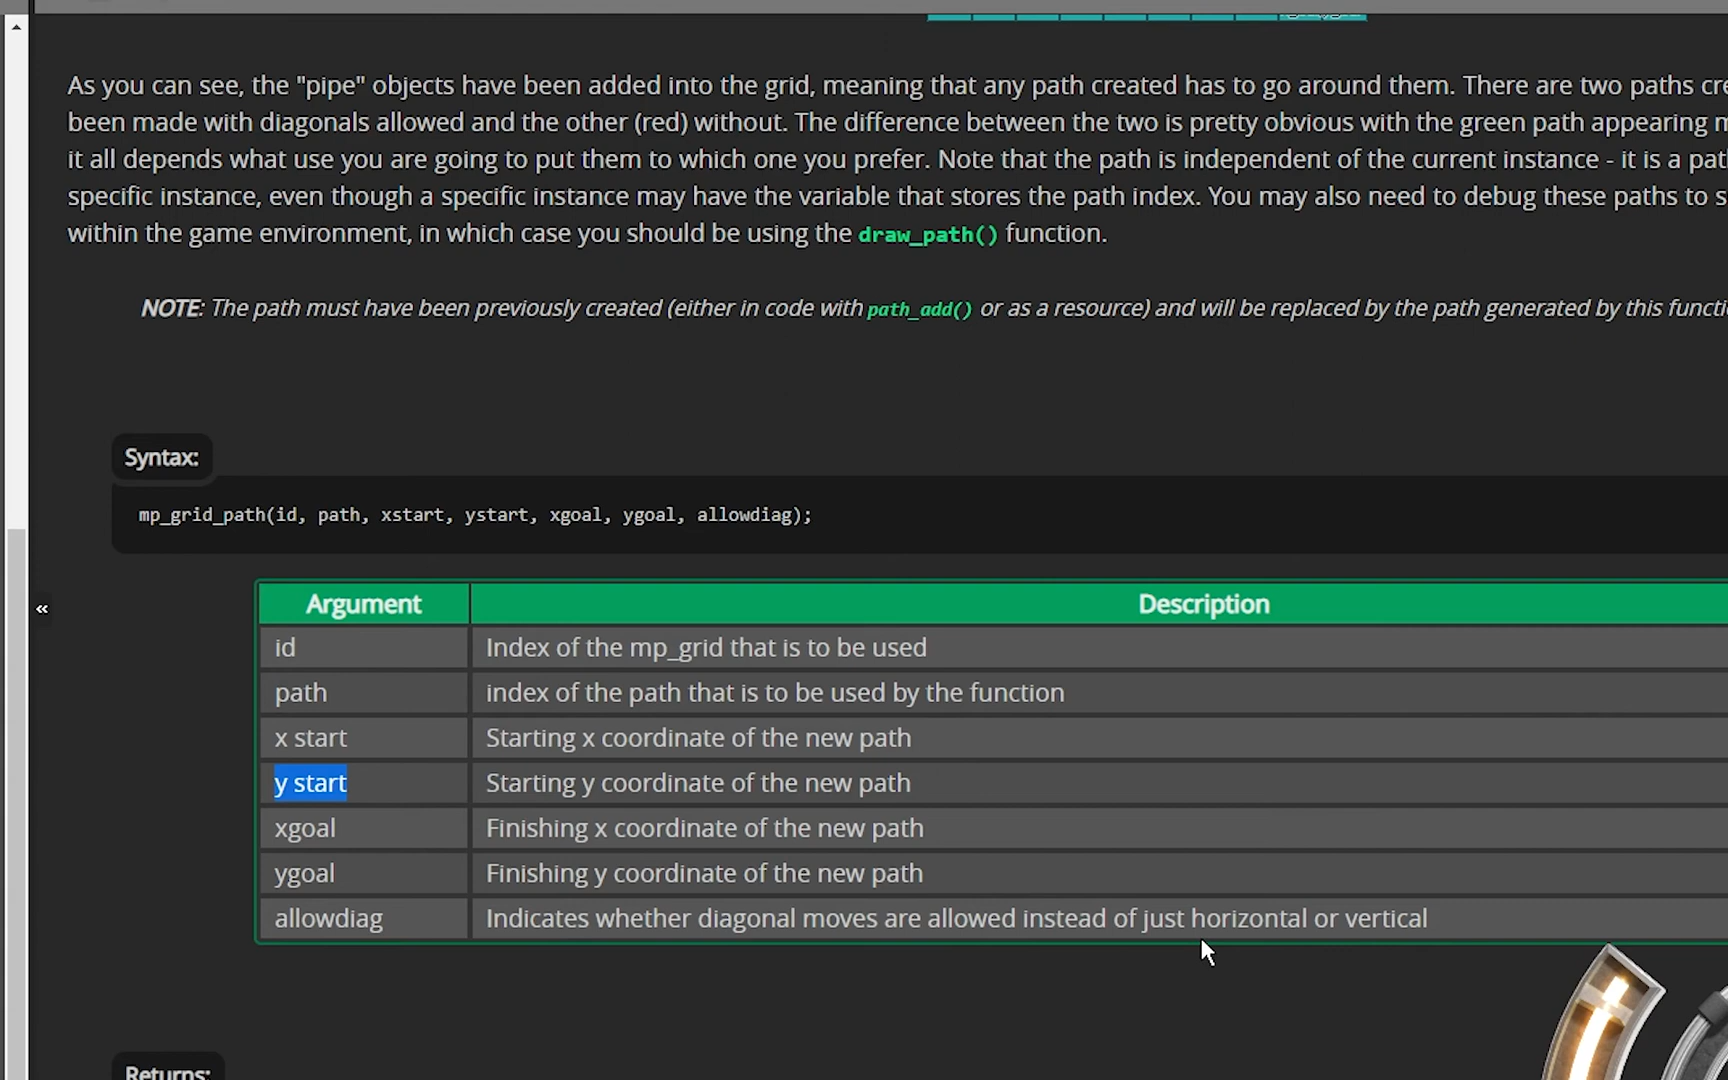 As you can see, the "pipe" objects have been added into the grid, meaning that any path created has to go around them. There are two paths
been made with diagonals allowed and the other (red) without. The difference between the two is pretty obvious with the green path appearing
it all depends what use you are going to put them to which one you prefer. Note that the path is independent of the current instance - it is a
specific instance, even though a specific instance may have the variable that stores the path index. You may also need to debug these paths to
within the game environment, in which case you should be using the draw_path() function.
NOTE: The path must have been previously created (either in code with path_add() or as a resource) and will be replaced by the path generated by this
Syntax:
mp_grid_path(id, path, xstart, ystart, xgoal, ygoal, allowdiag);
«
Argument Description
id Index of the mp_grid that is to be used
path index of the path that is to be used by the function
x start Starting x coordinate of the new path
y start Starting y coordinate of the new path
xgoal Finishing x coordinate of the new path
ygoal Finishing y coordinate of the new path
allowdiag Indicates whether diagonal moves are allowed instead of just horizontal or vertical
Returns: